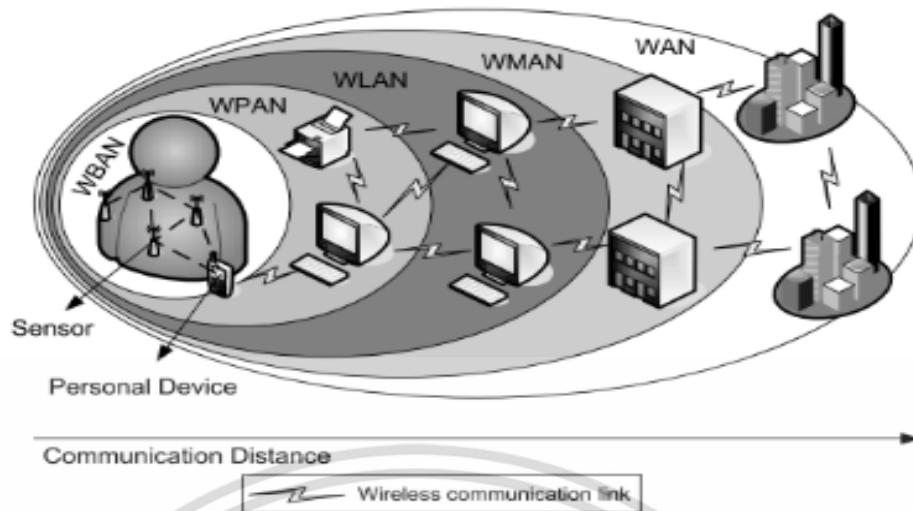 WAN
WMAN
WLAN
WPAN
WBAN
Sensor
Personal Device
Communication Distance
Wireless communication link